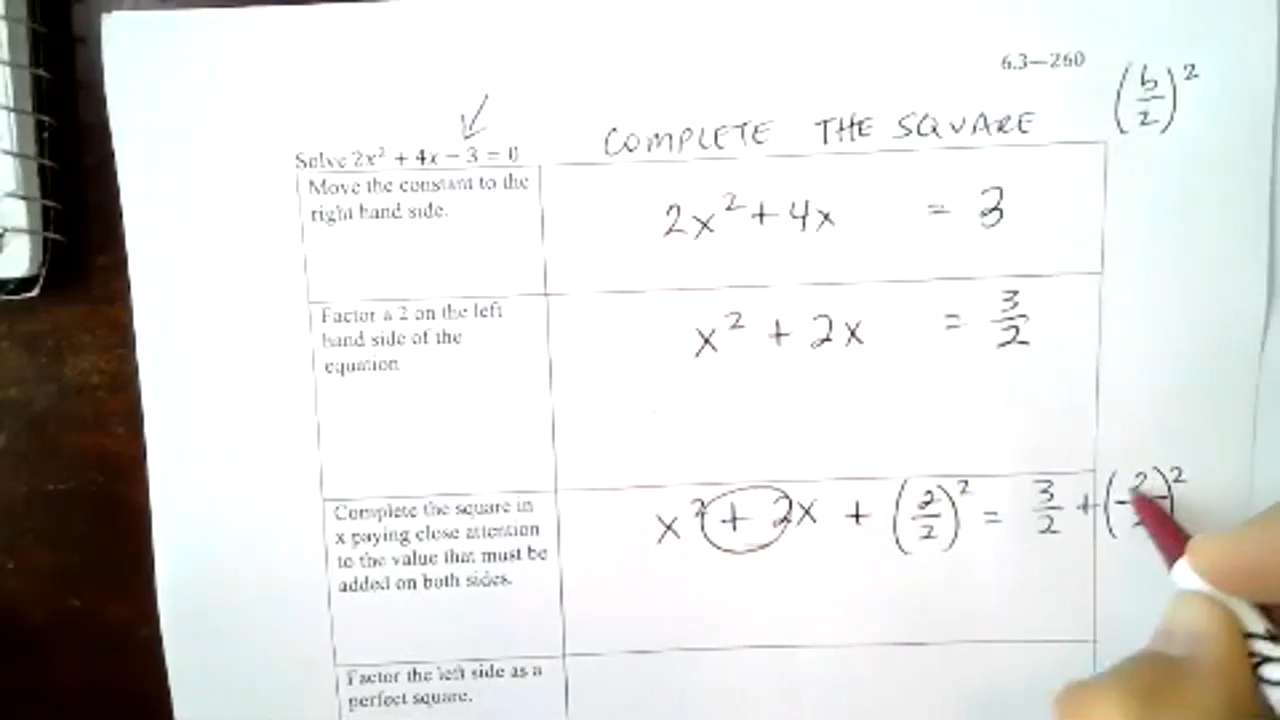 6.3—260
(b/2)²
COMPLETE THE SQUARE
Solve 2x² + 4x − 3 = 0
Move the constant to the
right hand side.
2x² + 4x = 3
Factor a 2 on the left
hand side of the
equation
x² + 2x = 3/2
Complete the square in
x paying close attention
to the value that must be
added on both sides.
x² + 2x + (2/2)² = 3/2 + (2/2)²
Factor the left side as a
perfect square.